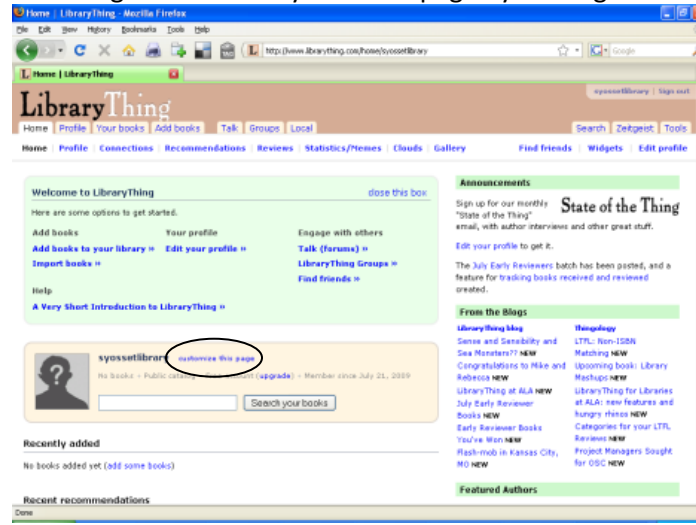 Home | LibraryThing - Mozilla Firefox
File Edit View History Bookmarks Tools Help
http://www.librarything.com/home/syossetlibrary
Google
Home | LibraryThing
syossetlibrary | Sign out
LibraryThing
Home Profile Your books Add books Talk Groups Local
Search Zeitgeist Tools
Home Profile Connections Recommendations Reviews Statistics/Memes Clouds Gallery
Find friends Widgets Edit profile
Welcome to LibraryThing
close this box
Here are some options to get started.
Add books
Add books to your library »
Import books »
Your profile
Edit your profile »
Engage with others
Talk (forums) »
LibraryThing Groups »
Find friends »
Help
A Very Short Introduction to LibraryThing »
syossetlibrary customize this page
No books – Public catalog – account (upgrade) – Member since July 21, 2009
Search your books
Recently added
No books added yet (add some books)
Recent recommendations
Announcements
Sign up for our monthly
"State of the Thing"
State of the Thing
email, with author interviews and other great stuff.
Edit your profile to get it.
The July Early Reviewers batch has been posted, and a
feature for tracking books received and reviewed
created.
From the Blogs
LibraryThing blog
Sense and Sensibility and
Sea Monsters?? NEW
Congratulations to Mike and
Rebecca NEW
LibraryThing at ALA NEW
July Early Reviewer
Books NEW
Early Reviewer Books
You've Won NEW
Flash-mob in Kansas City,
MO NEW
Thingology
LTFL: Non-ISBN
Matching NEW
Upcoming book: Library
Mashups NEW
LibraryThing for Libraries
at ALA: new features and
hungry rhinos NEW
Categories for your LTFL
Reviews NEW
Project Managers Sought
for OSC NEW
Featured Authors
Done